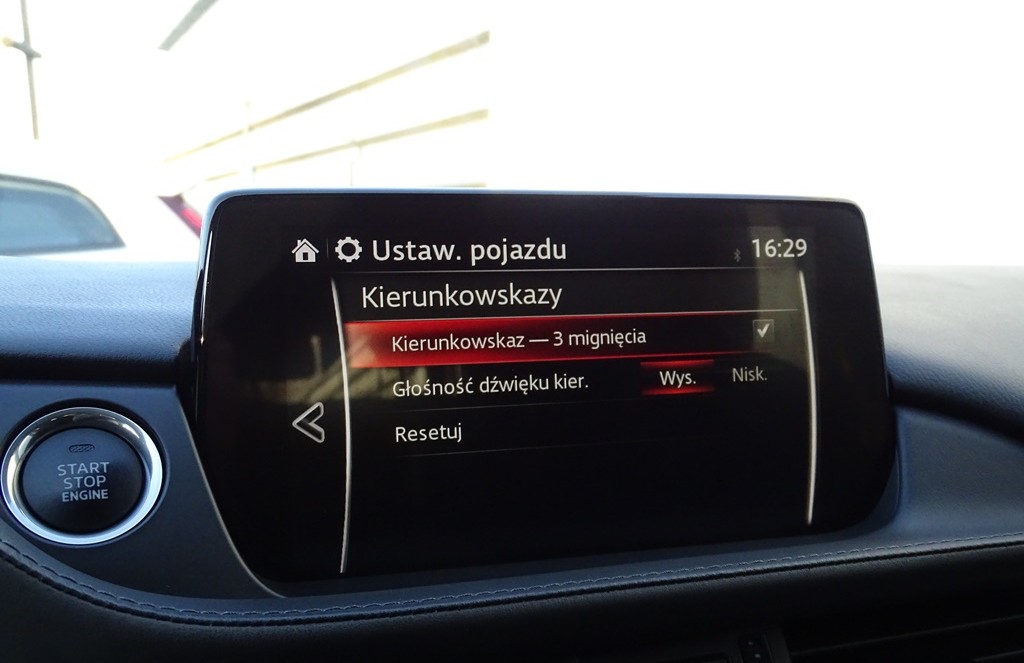 Ustaw. pojazdu 16:29
Kierunkowskazy
Kierunkowskaz — 3 mignięcia
Głośność dźwięku kier. Wys. Nisk.
Resetuj
START
STOP
ENGINE